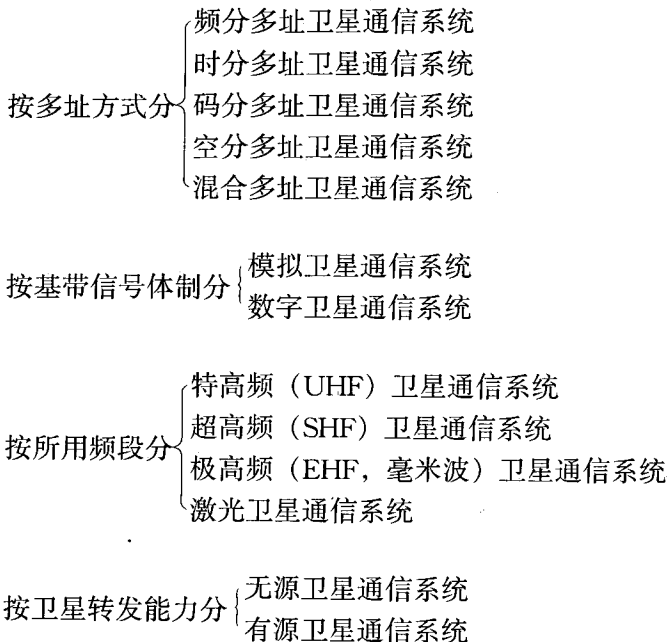 频分多址卫星通信系统
时分多址卫星通信系统
按多址方式分 码分多址卫星通信系统
空分多址卫星通信系统
混合多址卫星通信系统
按基带信号体制分 模拟卫星通信系统
数字卫星通信系统
特高频（UHF）卫星通信系统
超高频（SHF）卫星通信系统
按所用频段分 极高频（EHF，毫米波）卫星通信系统
激光卫星通信系统
按卫星转发能力分 无源卫星通信系统
有源卫星通信系统